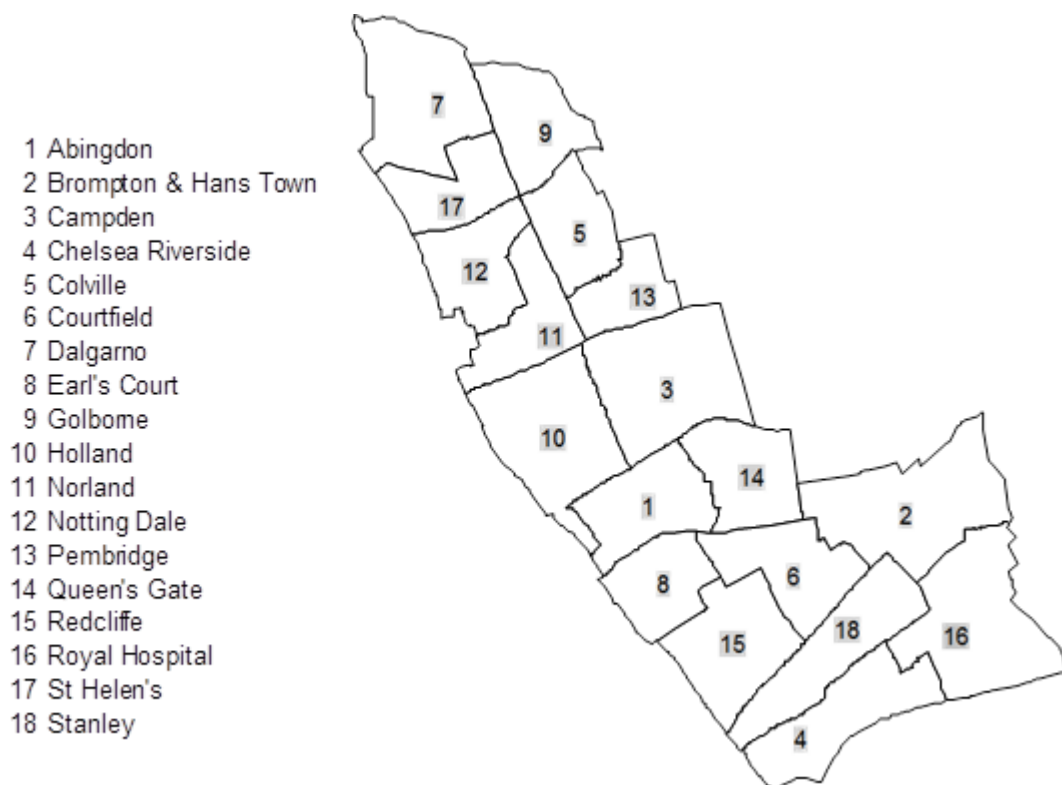 1 Abingdon
2 Brompton & Hans Town
3 Campden
4 Chelsea Riverside
5 Colville
6 Courtfield
7 Dalgarno
8 Earl's Court
9 Golborne
10 Holland
11 Norland
12 Notting Dale
13 Pembridge
14 Queen's Gate
15 Redcliffe
16 Royal Hospital
17 St Helen's
18 Stanley
7
9
17
5
12
13
11
3
10
14
1
2
8
6
18
15
16
4